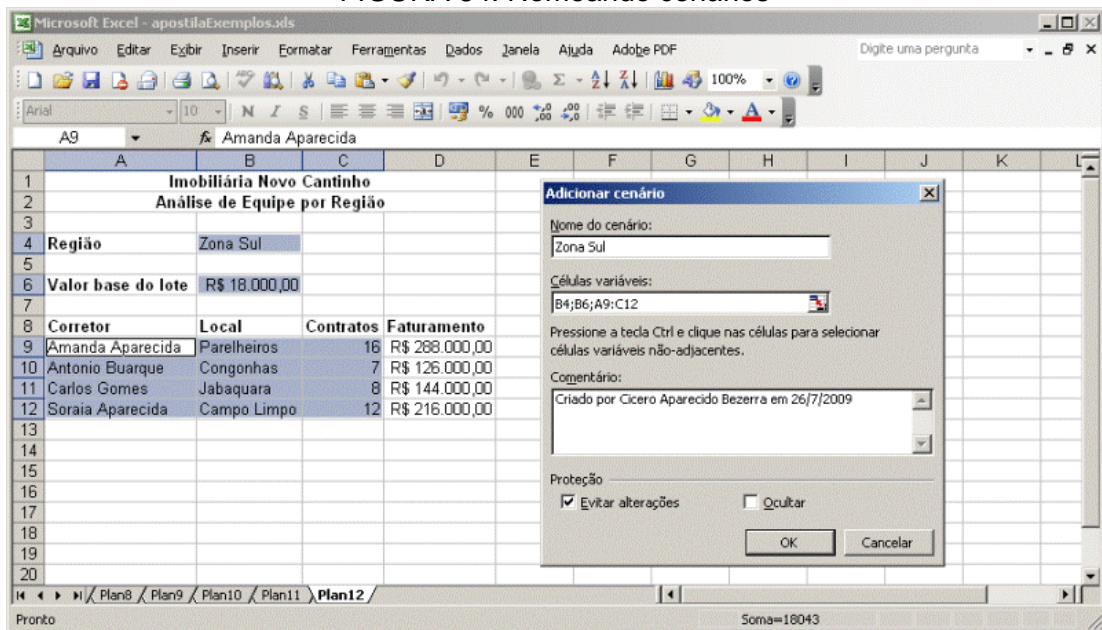 Microsoft Excel - apostilaExemplos.xls
Arquivo Editar Exibir Inserir Formatar Ferramentas Dados Janela Ajuda Adobe PDF Digite uma pergunta
100%
Arial 10 N I S % 000
A9 fx Amanda Aparecida
A B C D E F G H I J K L
1 Imobiliária Novo Cantinho
2 Análise de Equipe por Região
3
4 Região Zona Sul
5
6 Valor base do lote R$ 18.000,00
7
8 Corretor Local Contratos Faturamento
9 Amanda Aparecida Parelheiros 16 R$ 288.000,00
10 Antonio Buarque Congonhas 7 R$ 126.000,00
11 Carlos Gomes Jabaquara 8 R$ 144.000,00
12 Soraia Aparecida Campo Limpo 12 R$ 216.000,00
13
14
15
16
17
18
19
20
Adicionar cenário
Nome do cenário:
Zona Sul
Células variáveis:
B4;B6;A9:C12
Pressione a tecla Ctrl e clique nas células para selecionar
células variáveis não-adjacentes.
Comentário:
Criado por Cicero Aparecido Bezerra em 26/7/2009
Proteção
Evitar alterações Ocultar
OK Cancelar
Plan8 Plan9 Plan10 Plan11 Plan12
Pronto Soma=18043